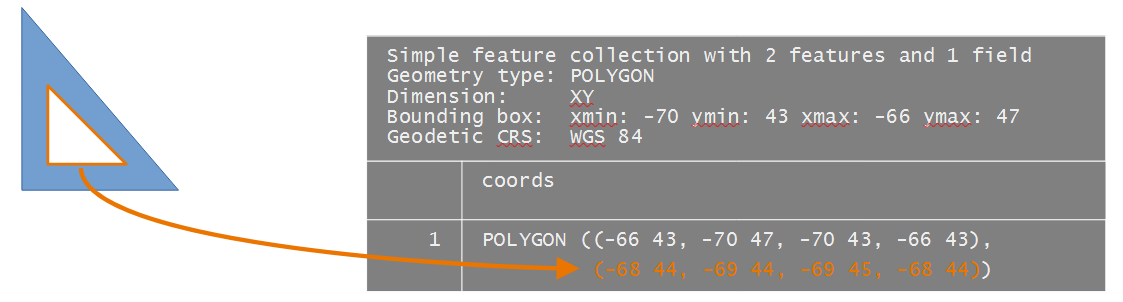 Simple feature collection with 2 features and 1 field
Geometry type: POLYGON
Dimension:     XY
Bounding box:  xmin: -70 ymin: 43 xmax: -66 ymax: 47
Geodetic CRS:  WGS 84
coords
1 POLYGON ((-66 43, -70 47, -70 43, -66 43),
(-68 44, -69 44, -69 45, -68 44))